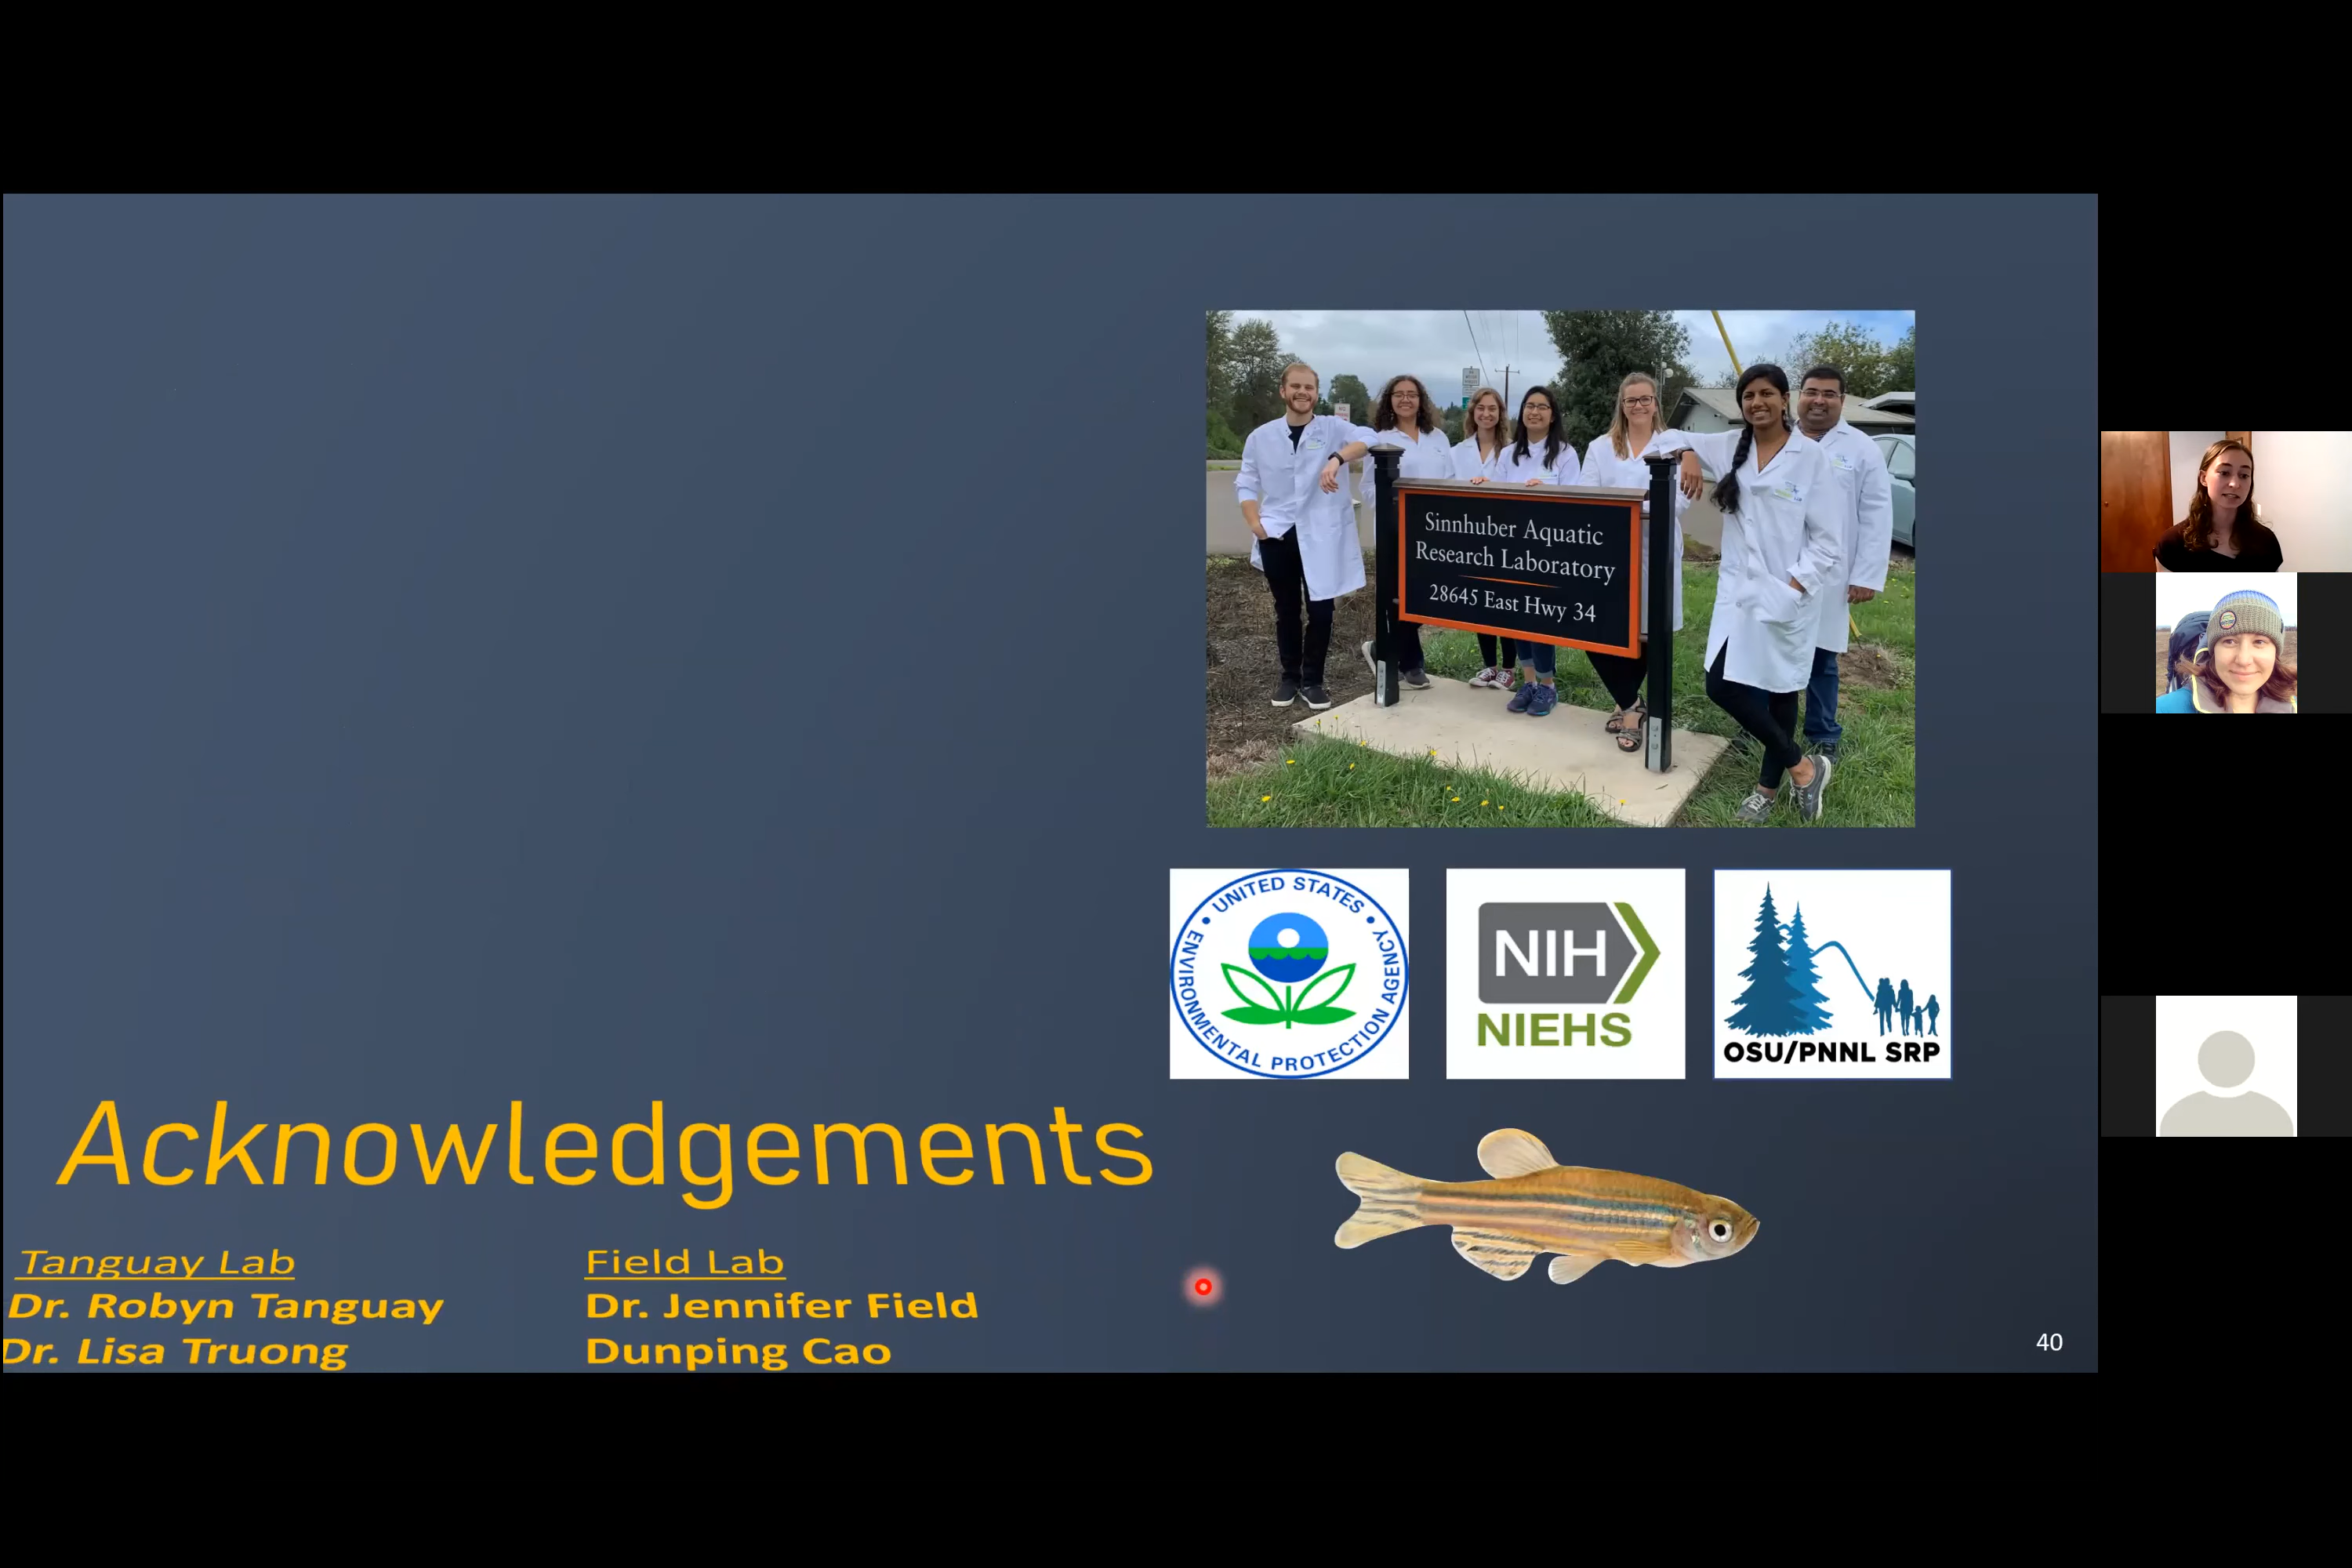 Sinnhuber Aquatic
Research Laboratory
28645 East Hwy 34
UNITED STATES
ENVIRONMENTAL PROTECTION AGENCY
NIH
NIEHS
OSU/PNNL SRP
Acknowledgements
Tanguay Lab
Dr. Robyn Tanguay
Dr. Lisa Truong
Field Lab
Dr. Jennifer Field
Dunping Cao
40